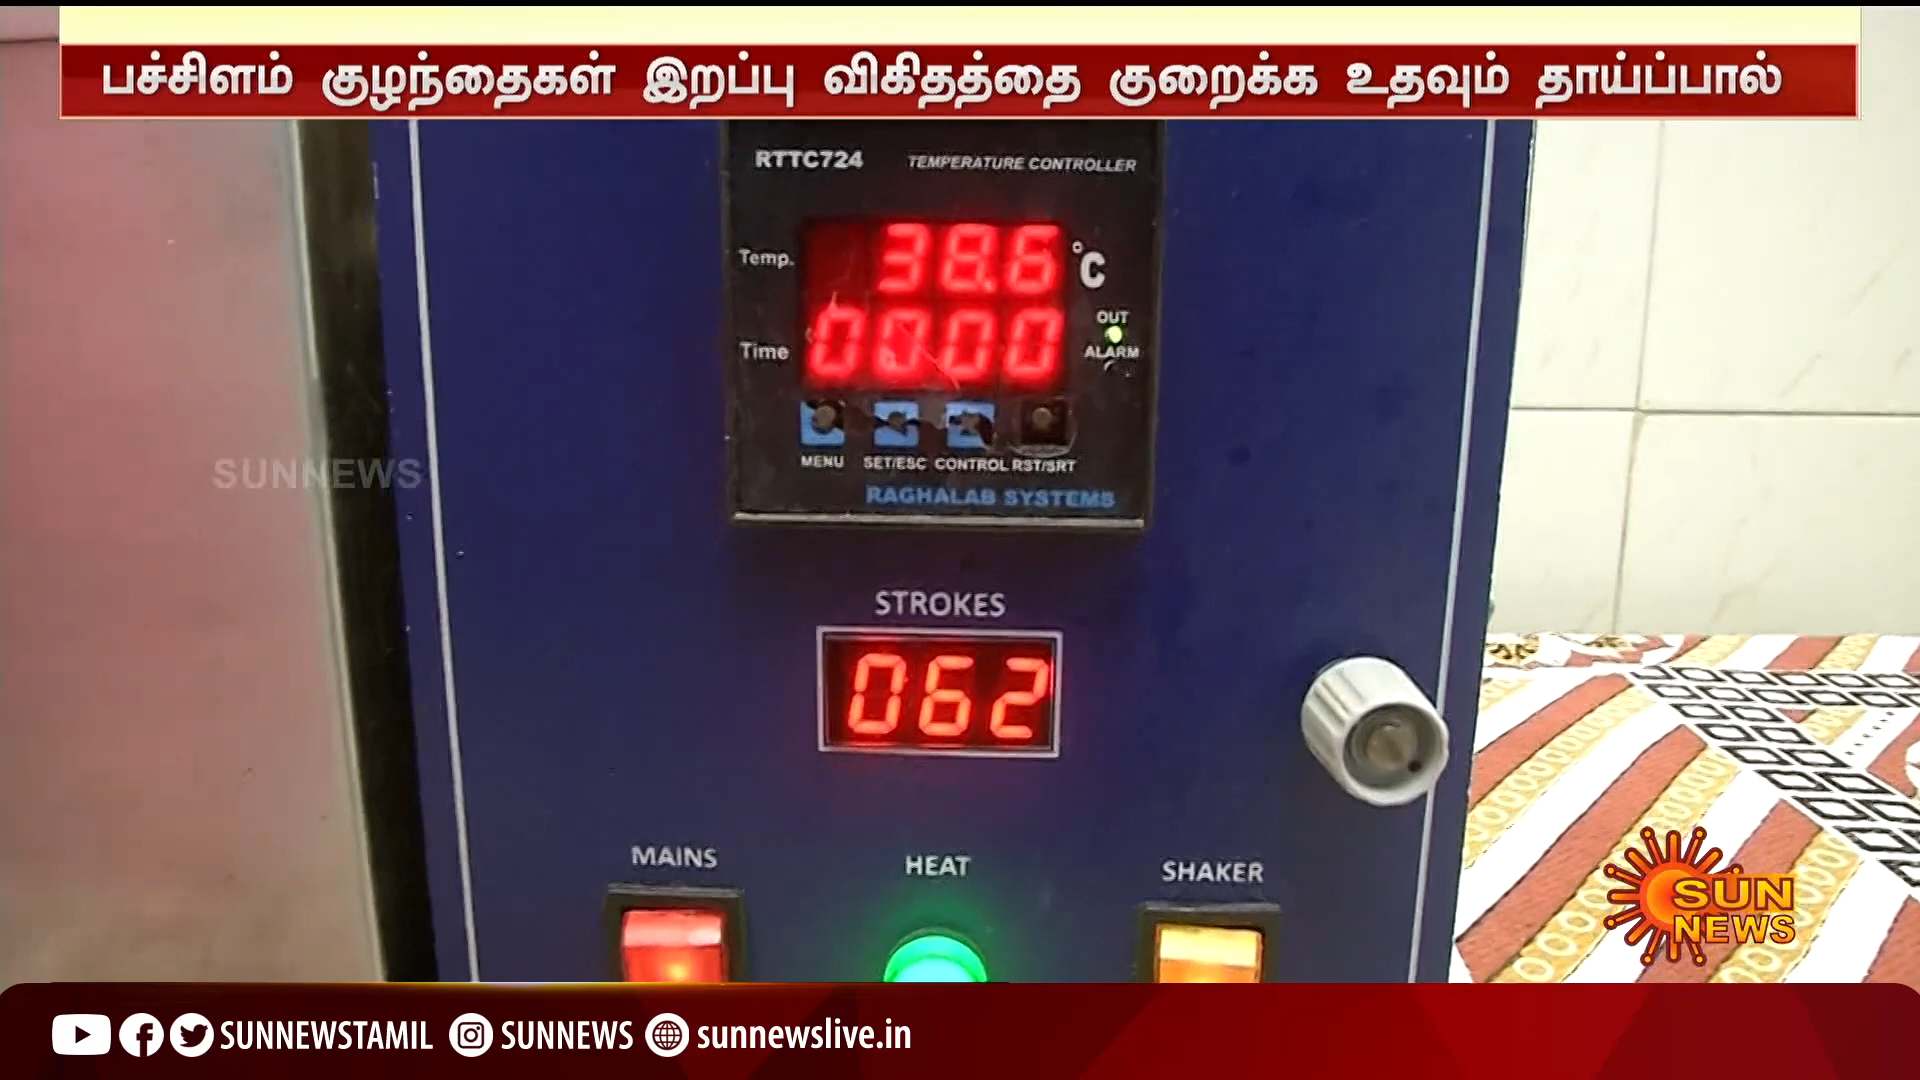 பச்சிளம் குழந்தைகள் இறப்பு விகிதத்தை குறைக்க உதவும் தாய்ப்பால்
RTTC724 TEMPERATURE CONTROLLER
Temp. 38.6 °C
OUT
Time 0000 ALARM
MENU SET/ESC CONTROL RST/SRT
SUNNEWS
RAGHALAB SYSTEMS
STROKES
062
MAINS HEAT SHAKER
SUN
NEWS
SUNNEWSTAMIL SUNNEWS sunnewslive.in